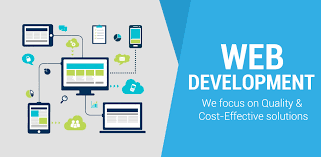 WEB
DEVELOPMENT
We focus on Quality &
Cost-Effective solutions